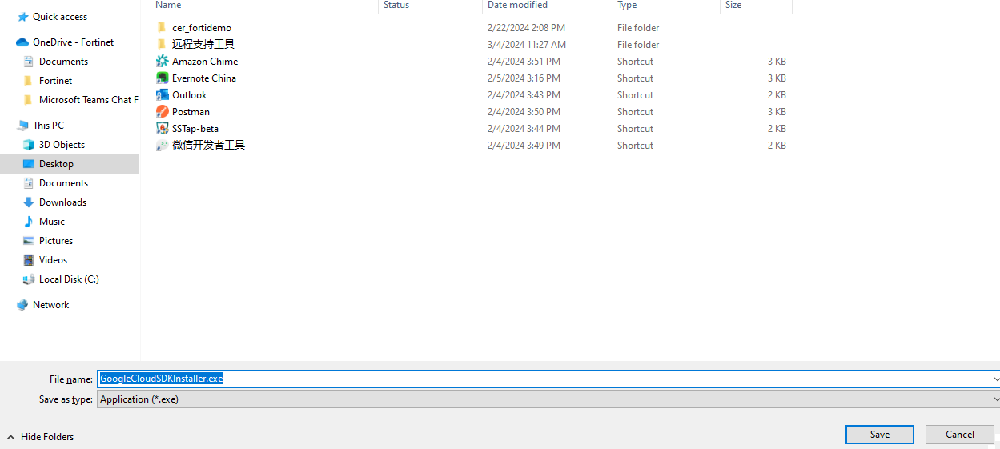 Name Status Date modified Type Size
Quick access
OneDrive - Fortinet
Documents
Fortinet
Microsoft Teams Chat F
This PC
3D Objects
Desktop
Documents
Downloads
Music
Pictures
Videos
Local Disk (C:)
Network
cer_fortidemo 2/22/2024 2:08 PM File folder
远程支持工具 3/4/2024 11:27 AM File folder
Amazon Chime 2/4/2024 3:51 PM Shortcut 3 KB
Evernote China 2/5/2024 3:16 PM Shortcut 3 KB
Outlook 2/4/2024 3:43 PM Shortcut 2 KB
Postman 2/4/2024 3:50 PM Shortcut 3 KB
SSTap-beta 2/4/2024 3:44 PM Shortcut 2 KB
微信开发者工具 2/4/2024 3:49 PM Shortcut 2 KB
File name: GoogleCloudSDKInstaller.exe
Save as type: Application (*.exe)
Hide Folders Save Cancel